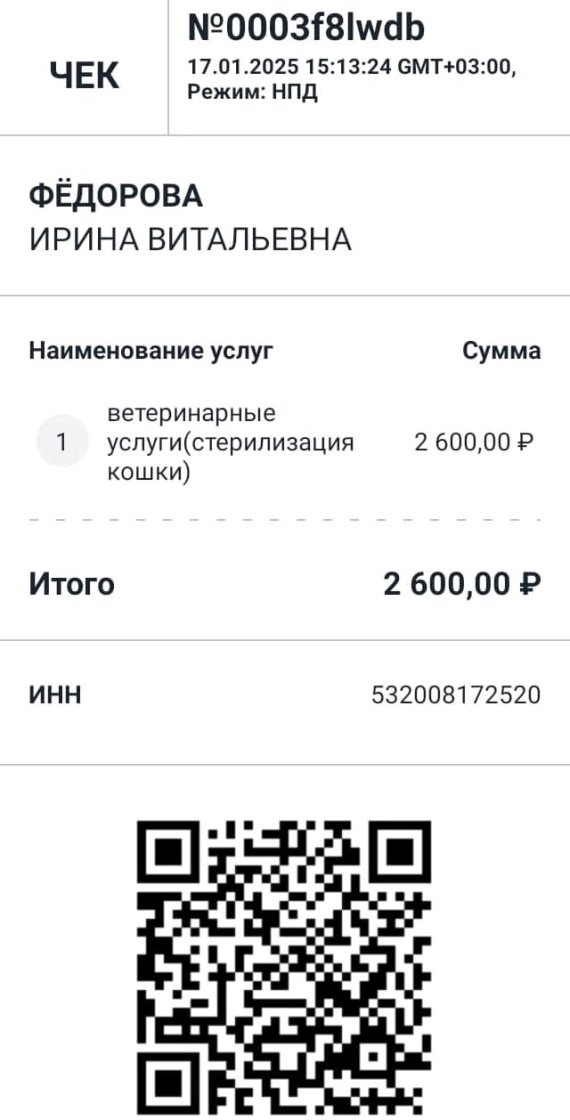 ЧЕК
№0003f8lwdb
17.01.2025 15:13:24 GMT+03:00,
Режим: НПД
ФЁДОРОВА
ИРИНА ВИТАЛЬЕВНА
Наименование услуг Сумма
1 ветеринарные
услуги(стерилизация 2 600,00 ₽
кошки)
Итого 2 600,00 ₽
ИНН 532008172520